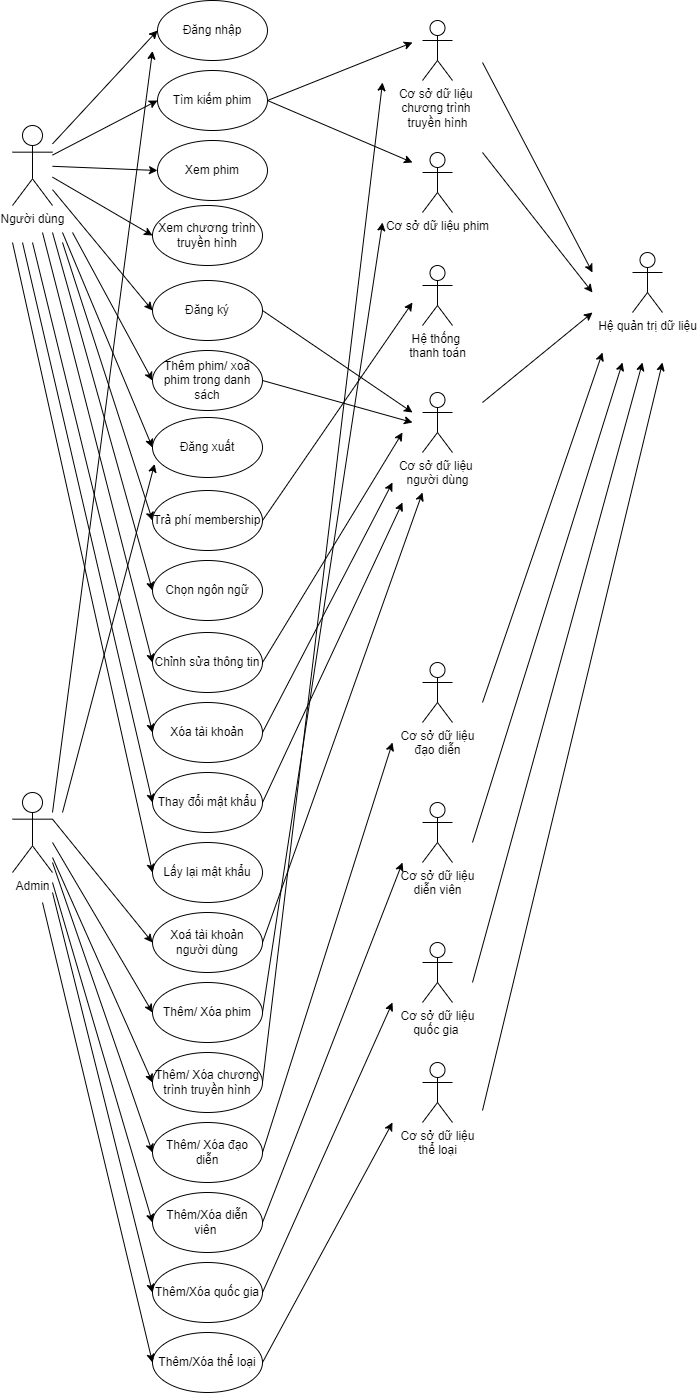 Đăng nhập
Tìm kiếm phim
Xem phim
Xem chương trình
truyền hình
Đăng ký
Thêm phim/ xoá
phim trong danh
sách
Đăng xuất
Trả phí membership
Chọn ngôn ngữ
Chỉnh sửa thông tin
Xóa tài khoản
Thay đổi mật khẩu
Lấy lại mật khẩu
Xoá tài khoản
người dùng
Thêm/ Xóa phim
Thêm/ Xóa chương
trình truyền hình
Thêm/ Xóa đạo
diễn
Thêm/Xóa diễn
viên
Thêm/Xóa quốc gia
Thêm/Xóa thể loại
Người dùng
Admin
Cơ sở dữ liệu
chương trình
truyền hình
Cơ sở dữ liệu phim
Hệ thống
thanh toán
Cơ sở dữ liệu
người dùng
Cơ sở dữ liệu
đạo diễn
Cơ sở dữ liệu
diễn viên
Cơ sở dữ liệu
quốc gia
Cơ sở dữ liệu
thể loại
Hệ quản trị dữ liệu